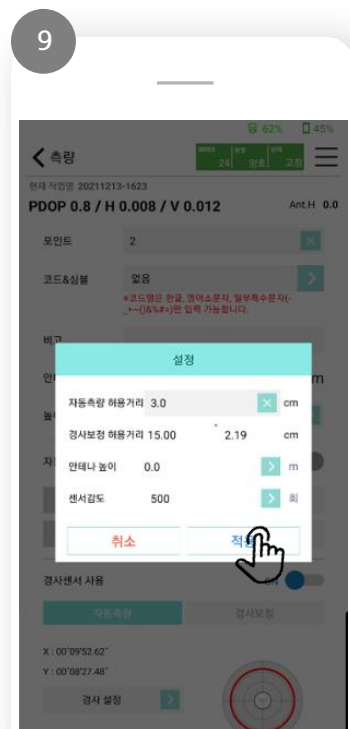 9
62% 45%
측량
24 양호 고정
현재 작업명 20211213-1623
PDOP 0.8 / H 0.008 / V 0.012 Ant.H 0.0
포인트 2
코드&심볼 없음
*코드명은 한글, 영어소문자, 일부특수문자(-
_+~()&%#=)만 입력 가능합니다.
비고
설정
m
자동측량 허용거리 3.0 cm
경사보정 허용거리 15.00 ˚ 2.19 cm
안테나 높이 0.0 m
센서감도 500 회
취소 적용
경사센서 사용
자동측량 경사보정
X : 00˚09'52.62"
Y : 00˚08'27.48"
경사 설정